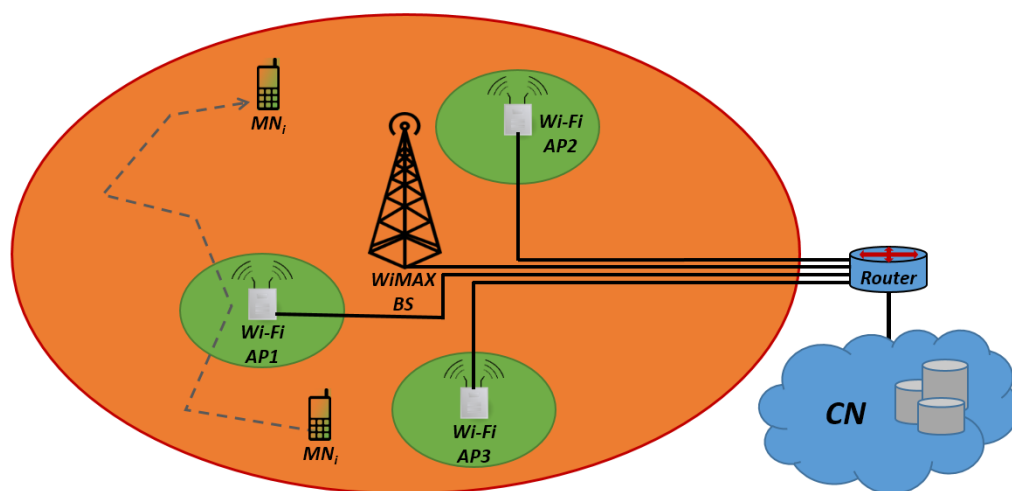 MNi
Wi-Fi
AP2
WiMAX
BS
Router
Wi-Fi
AP1
Wi-Fi
AP3
MNi
CN